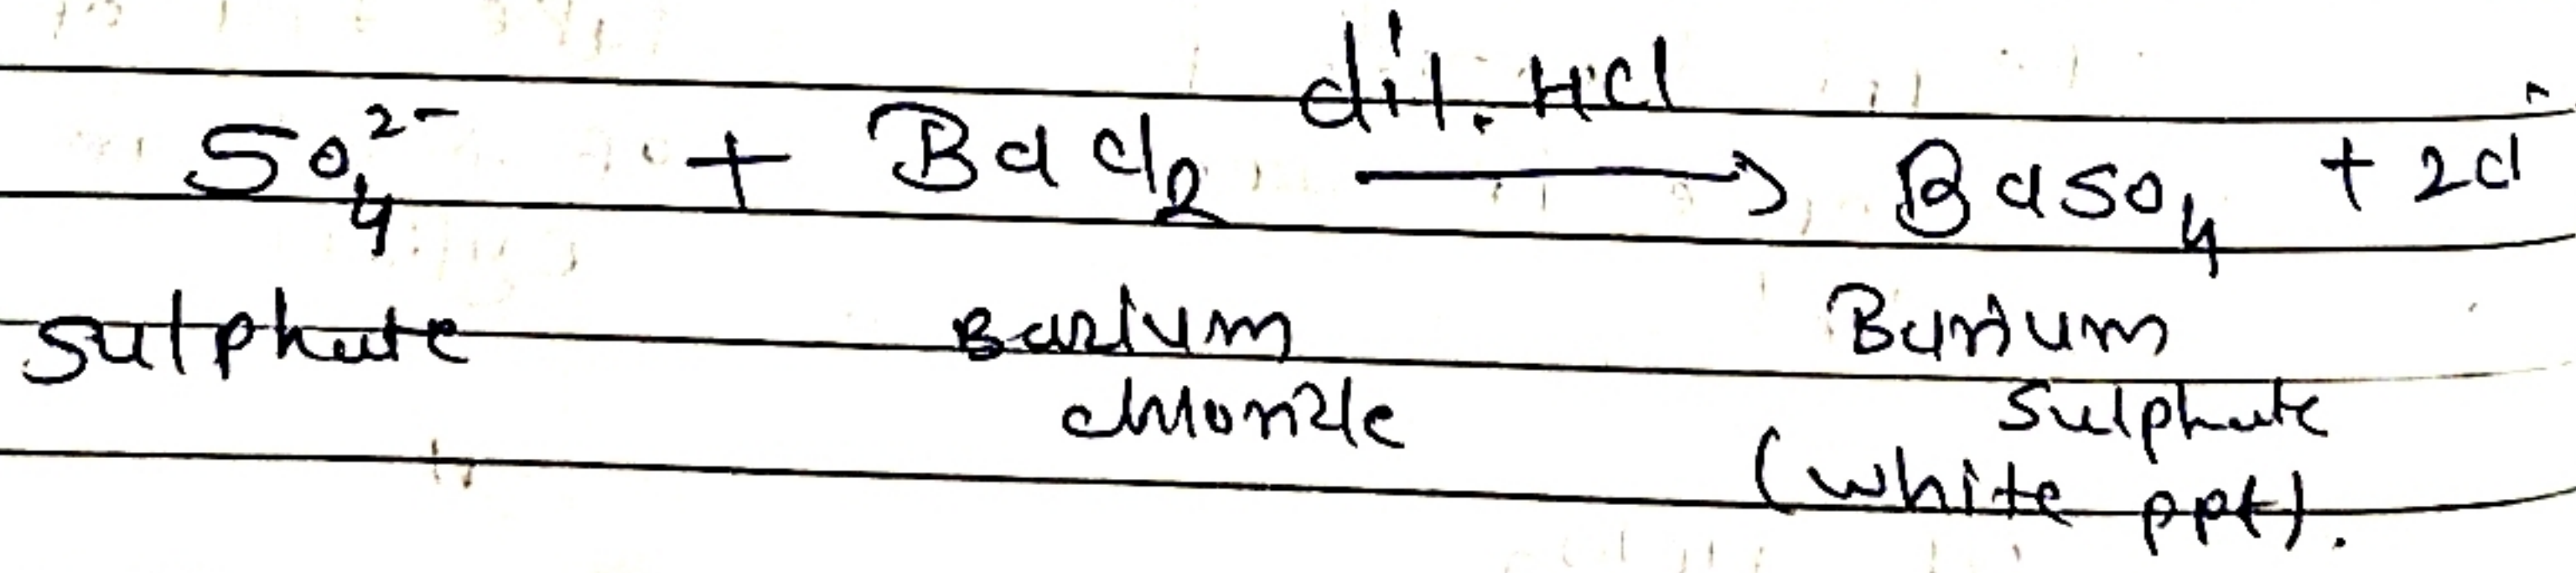 dil. HCl
SO₄²⁻ + BaCl₂ ⟶ BaSO₄ + 2Cl⁻
Sulphate Barium Barium
chloride Sulphate
(white ppt).